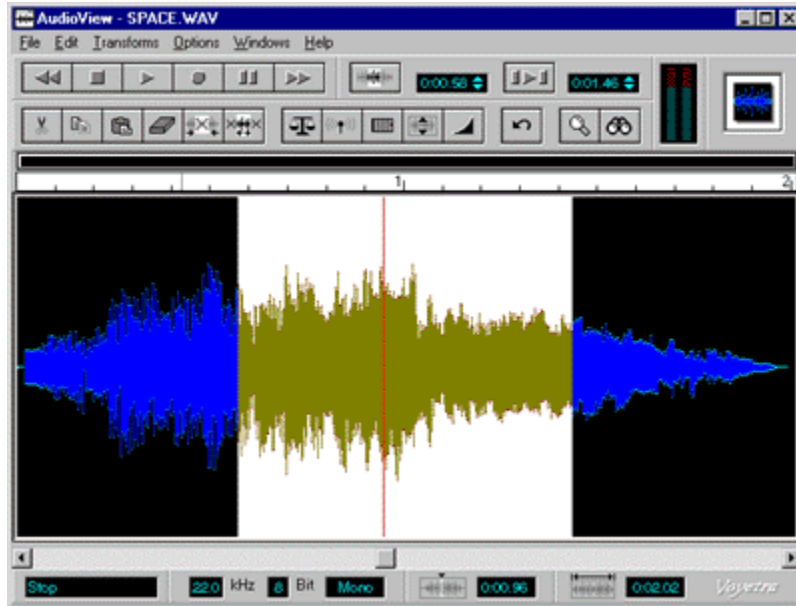 AudioView - SPACE.WAV
File Edit Transforms Options Windows Help
0:00.58 0:01.46
1 2
Stop 22.0 kHz 8 Bit Mono 0:00.96 0:02.02 Voyetra